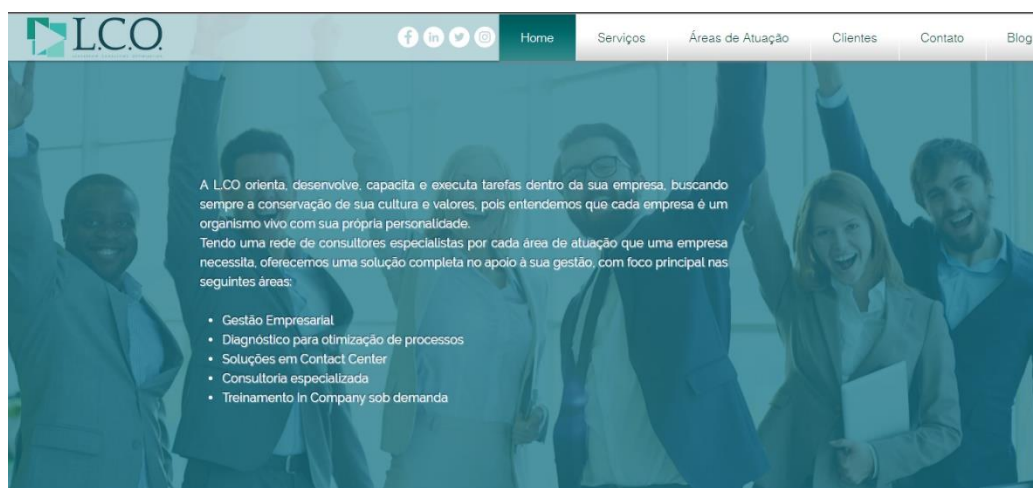 L.C.O.
Home
Serviços
Áreas de Atuação
Clientes
Contato
Blog
A L.CO orienta, desenvolve, capacita e executa tarefas dentro da sua empresa, buscando
sempre a conservação de sua cultura e valores, pois entendemos que cada empresa é um
organismo vivo com sua própria personalidade.
Tendo uma rede de consultores especialistas por cada área de atuação que uma empresa
necessita, oferecemos uma solução completa no apoio à sua gestão, com foco principal nas
seguintes áreas:
• Gestão Empresarial
• Diagnóstico para otimização de processos
• Soluções em Contact Center
• Consultoria especializada
• Treinamento In Company sob demanda